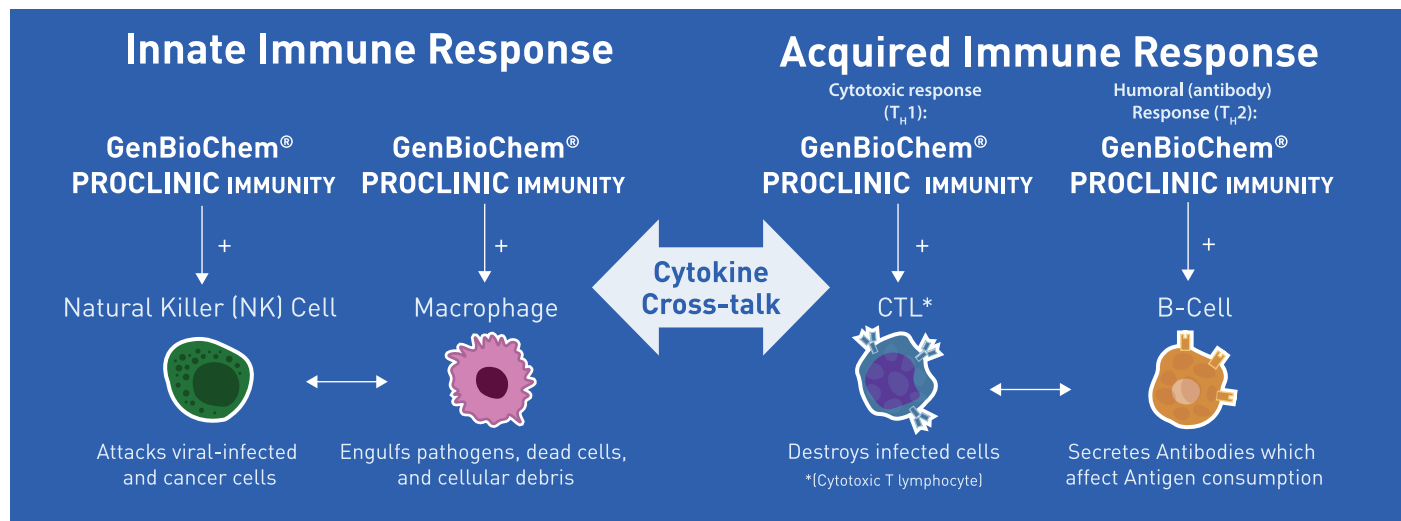 Innate Immune Response
GenBioChem®
PROCLINIC IMMUNITY
+
Natural Killer (NK) Cell
Attacks viral-infected
and cancer cells
GenBioChem®
PROCLINIC IMMUNITY
+
Macrophage
Engulfs pathogens, dead cells,
and cellular debris
Cytokine
Cross-talk
Acquired Immune Response
Cytotoxic response
(TH1):
GenBioChem®
PROCLINIC IMMUNITY
+
CTL*
Destroys infected cells
*(Cytotoxic T lymphocyte)
Humoral (antibody)
Response (TH2):
GenBioChem®
PROCLINIC IMMUNITY
+
B-Cell
Secretes Antibodies which
affect Antigen consumption